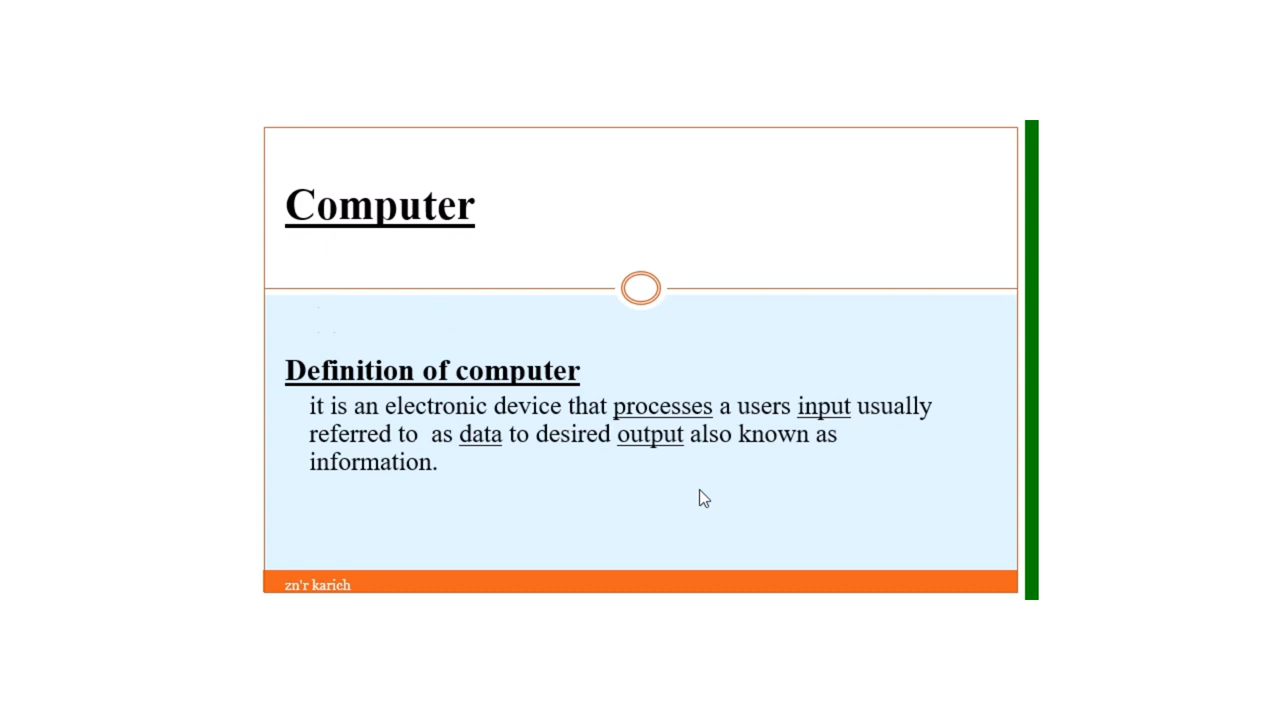 Computer
Definition of computer
it is an electronic device that processes a users input usually
referred to  as data to desired output also known as
information.
zn'r karich